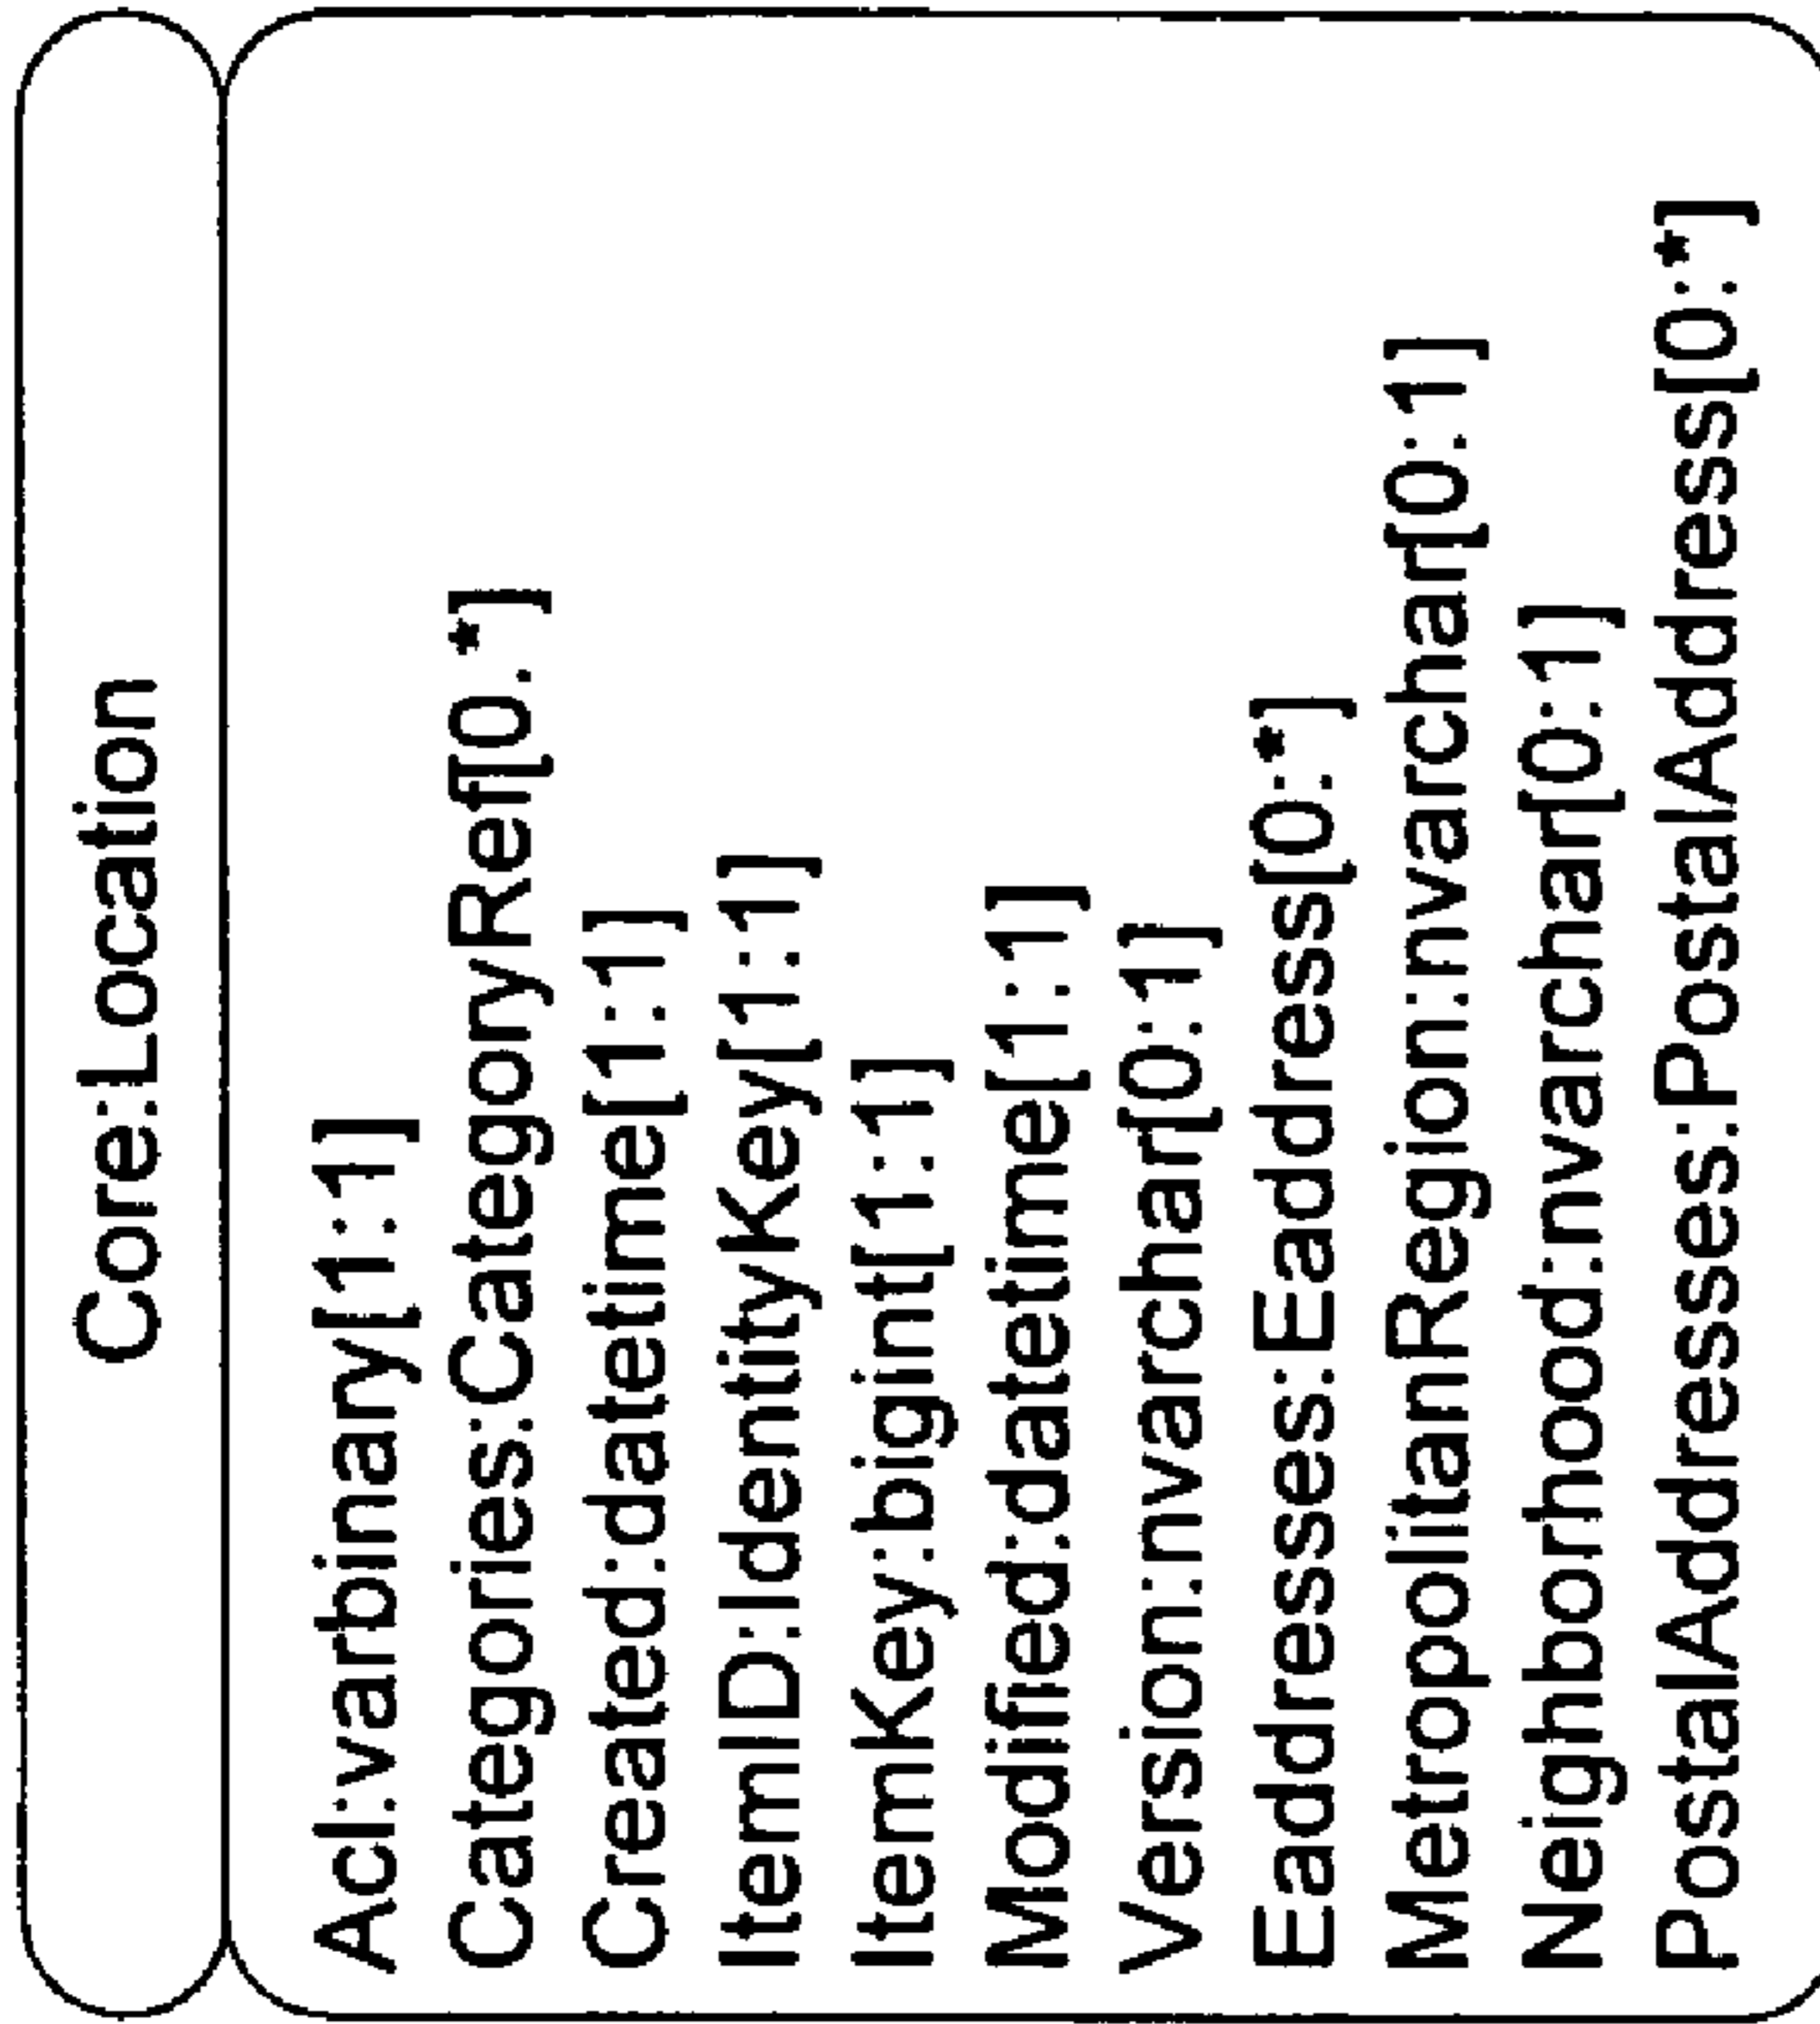 Core:Location
Acl:varbinary[1:1]
Categories:CategoryRef[0.*]
Created:datetime[1:1]
ItemID:IdentityKey[1:1]
ItemKey:bigint[1:1]
Modified:datetime[1:1]
Version:nvarchar[0:1]
Eaddresses:Eaddress[0:*]
MetropolitanRegion:nvarchar[0:1]
Neighborhood:nvarchar[0:1]
PostalAddresses:PostalAddress[0:*]